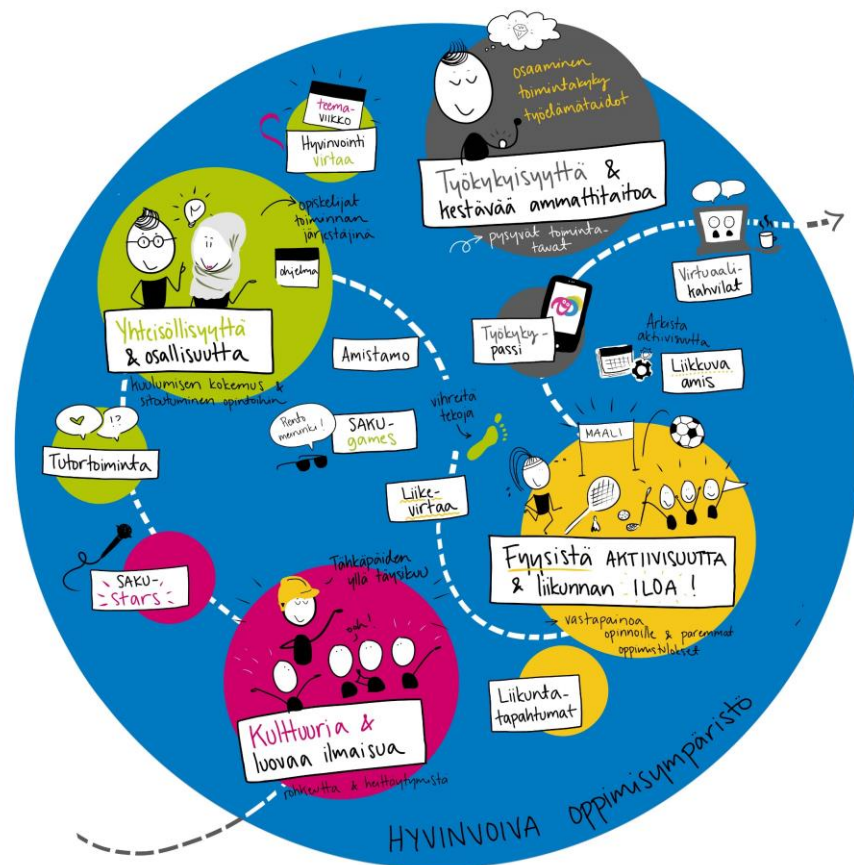 osaaminen
toimintakyky
työelämätaidot
Työkykyisyyttä &
kestävää ammattitaitoa
pysyvät toiminta-
tavat
teema-
VIIKKO
Hyvinvointi
virtaa
opiskelijat
toiminnan
järjestäjinä
ohjelma
Yhteisöllisyyttä
& osallisuutta
kuulumisen kokemus &
sitoutuminen opintoihin
Virtuaali-
kahvilat
Työkyky-
passi
Arkista
aktiivisuutta
Liikkuva
amis
Amistamo
Rento
meininki!
SAKU-
games
vihreitä
tekoja
Liike-
virtaa
!?
Tutortoiminta
MAALI
Fyysistä AKTIIVISUUTTA
& liikunnan ILOA!
vastapainoa
opinnoille & paremmat
oppimistulokset
SAKU-
stars
Tähkäpäiden
yllä täysikuu
ooh!
Kulttuuria &
luovaa ilmaisua
rohkeutta & heittäytymistä
Liikunta-
tapahtumat
HYVINVOIVA oppimisympäristö